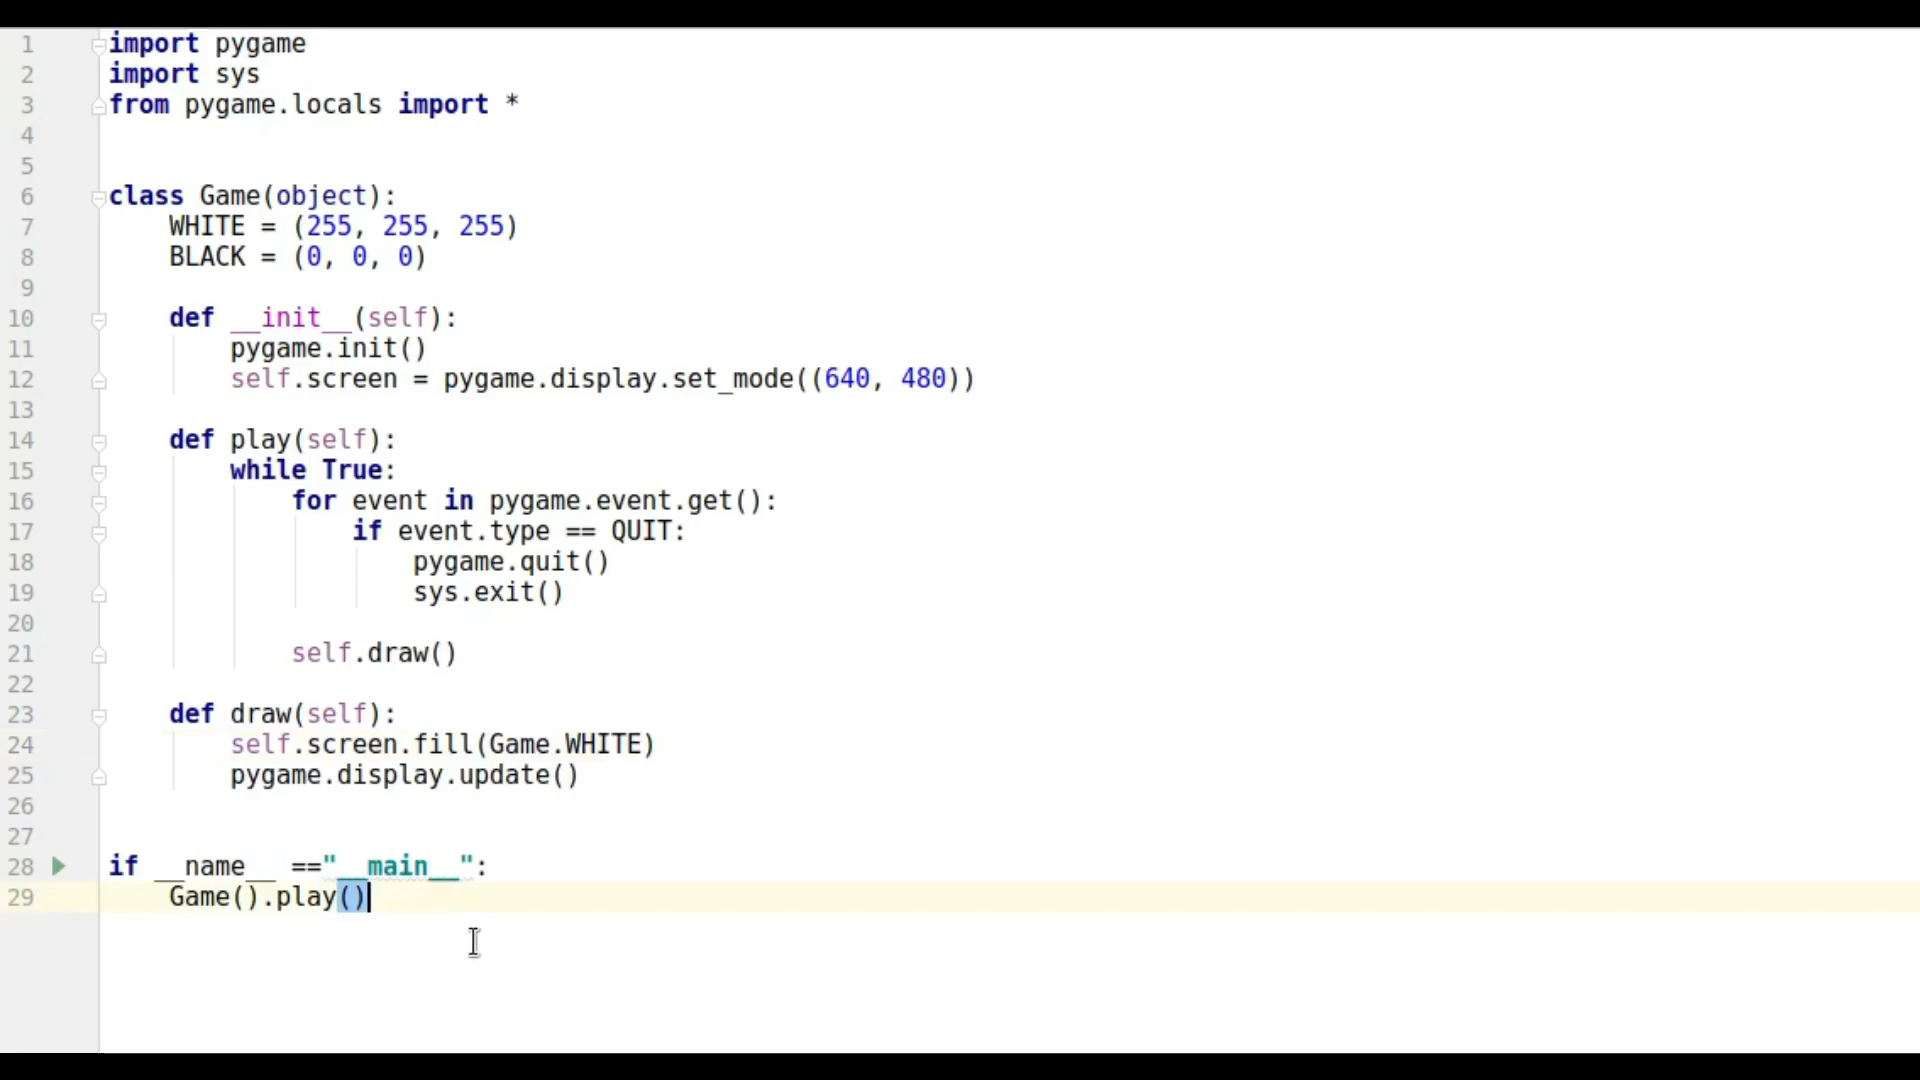 1 import pygame
2 import sys
3 from pygame.locals import *
4
5
6 class Game(object):
7     WHITE = (255, 255, 255)
8     BLACK = (0, 0, 0)
9
10     def __init__(self):
11         pygame.init()
12         self.screen = pygame.display.set_mode((640, 480))
13
14     def play(self):
15         while True:
16             for event in pygame.event.get():
17                 if event.type == QUIT:
18                     pygame.quit()
19                     sys.exit()
20
21             self.draw()
22
23     def draw(self):
24         self.screen.fill(Game.WHITE)
25         pygame.display.update()
26
27
28 if __name__ =="__main__":
29     Game().play()